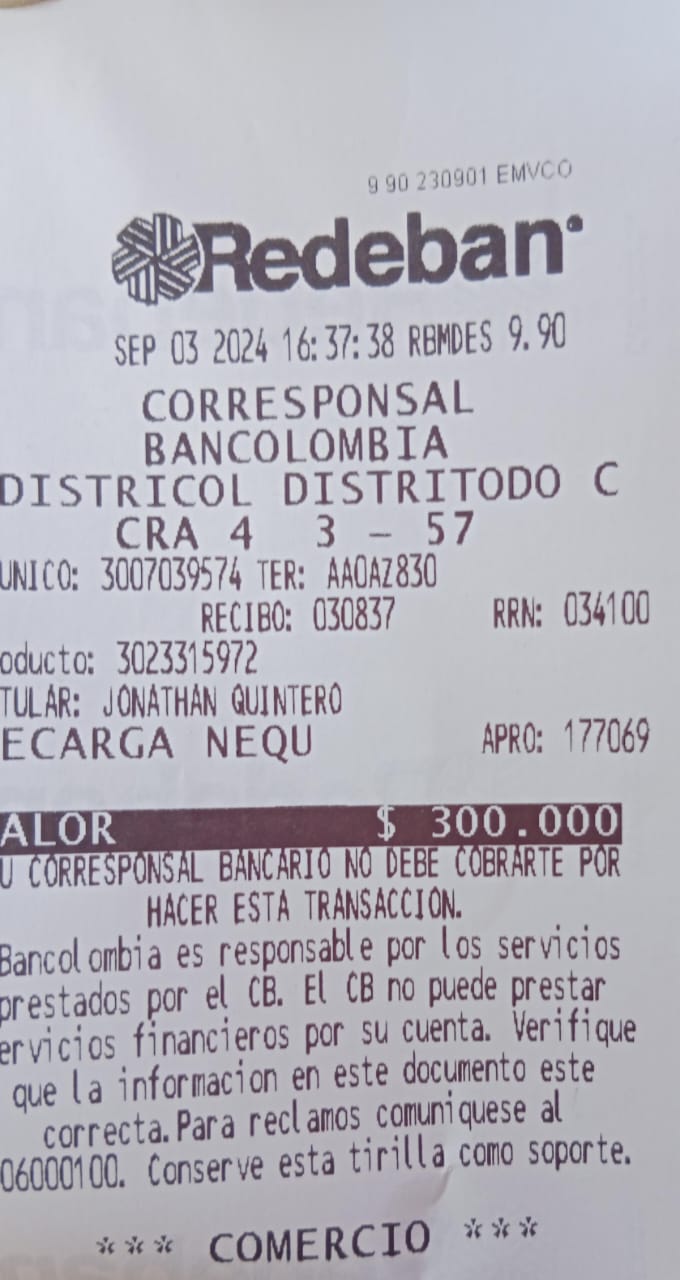 9 90 230901 EMVCO
Redeban
SEP 03 2024 16:37:38 RBMDES 9.90
CORRESPONSAL
BANCOLOMBIA
DISTRICOL DISTRITODO C
CRA 4 3 - 57
UNICO: 3007039574 TER: AAOAZ830
RECIBO: 030837 RRN: 034100
oducto: 3023315972
TULAR: JONATHAN QUINTERO
ECARGA NEQU APRO: 177069
ALOR $ 300.000
U CORRESPONSAL BANCARIO NO DEBE COBRARTE POR
HACER ESTA TRANSACCION.
Bancolombia es responsable por los servicios
prestados por el CB. El CB no puede prestar
ervicios financieros por su cuenta. Verifique
que la informacion en este documento este
correcta.Para reclamos comuniquese al
06000100. Conserve esta tirilla como soporte.
*** COMERCIO ***